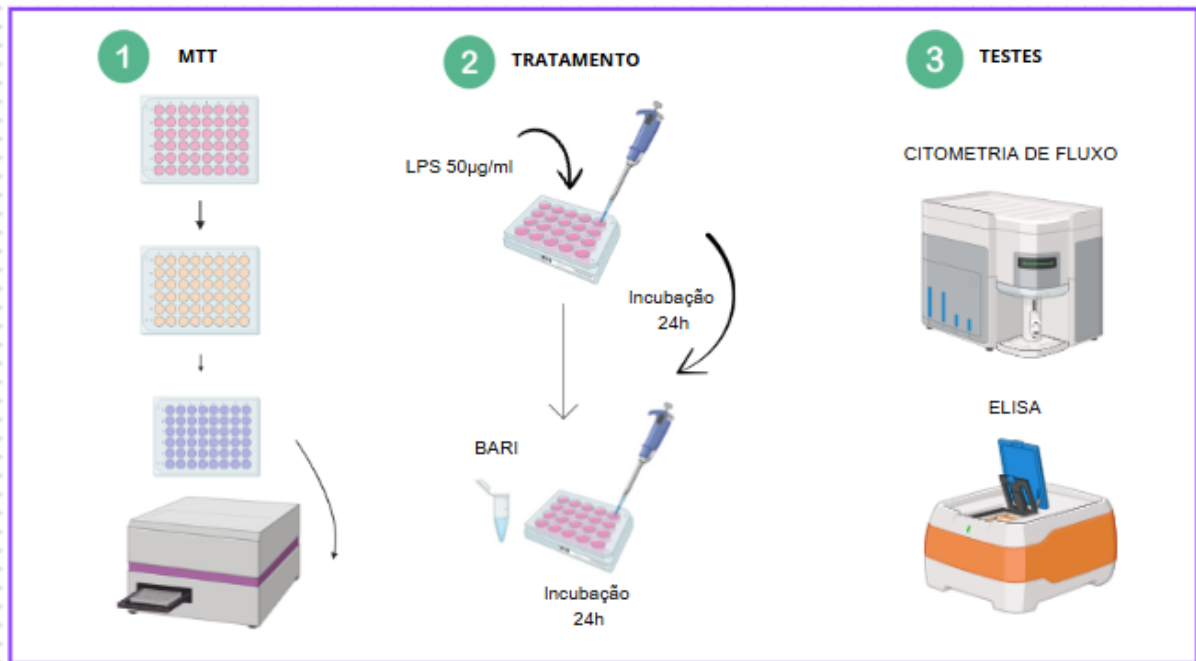 1 MTT
2 TRATAMENTO
LPS 50µg/ml
Incubação
24h
BARI
Incubação
24h
3 TESTES
CITOMETRIA DE FLUXO
ELISA